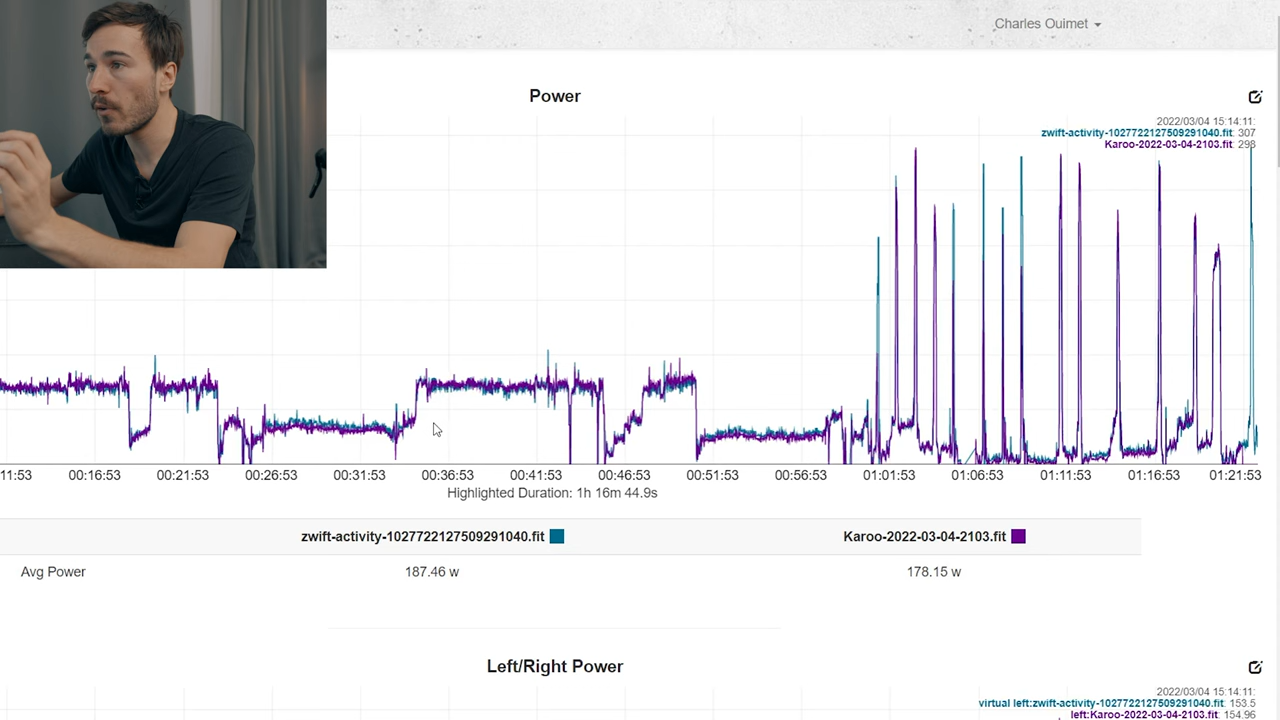 Charles Ouimet
Power
2022/03/04 15:14:11:
zwift-activity-1027722127509291040.fit: 307
Karoo-2022-03-04-2103.fit: 298
11:53 00:16:53 00:21:53 00:26:53 00:31:53 00:36:53 00:41:53 00:46:53 00:51:53 00:56:53 01:01:53 01:06:53 01:11:53 01:16:53 01:21:53
Highlighted Duration: 1h 16m 44.9s
zwift-activity-1027722127509291040.fit Karoo-2022-03-04-2103.fit
Avg Power 187.46 w 178.15 w
Left/Right Power
2022/03/04 15:14:11:
virtual left:zwift-activity-1027722127509291040.fit: 153.5
left:Karoo-2022-03-04-2103.fit: 154.96